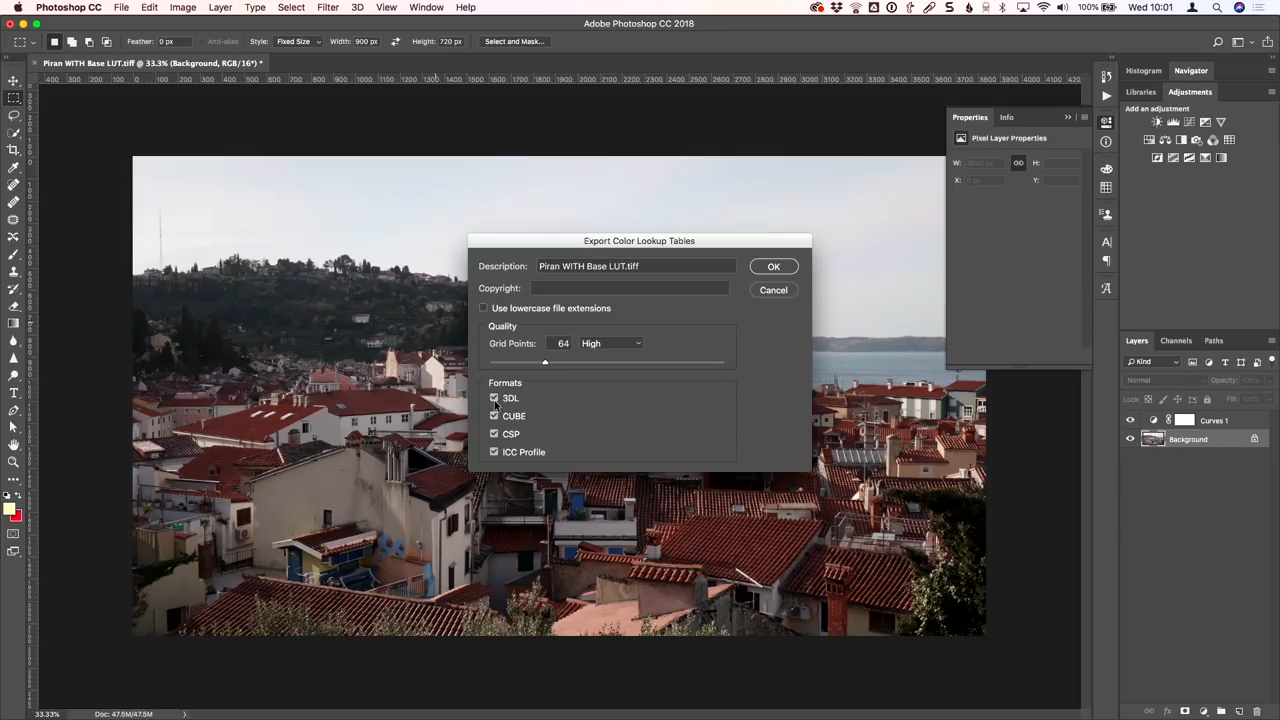 Photoshop CC File Edit Image Layer Type Select Filter 3D View Window Help 100% Wed 10:01
Adobe Photoshop CC 2018
Feather: 0 px Anti-alias Style: Fixed Size Width: 900 px Height: 720 px Select and Mask...
Piran WITH Base LUT.tiff @ 33.3% (Background, RGB/16*) *
Histogram Navigator
Libraries Adjustments
Add an adjustment
Properties Info
Pixel Layer Properties
W: H:
X: 0 px Y:
Export Color Lookup Tables
Description: Piran WITH Base LUT.tiff OK
Copyright: Cancel
Use lowercase file extensions
Quality
Grid Points: 64 High
Formats
3DL
CUBE
CSP
ICC Profile
Layers Channels Paths
Kind
Normal Opacity: 100%
Lock: Fill: 100%
Curves 1
Background
33.33% Doc: 47.5M/47.5M